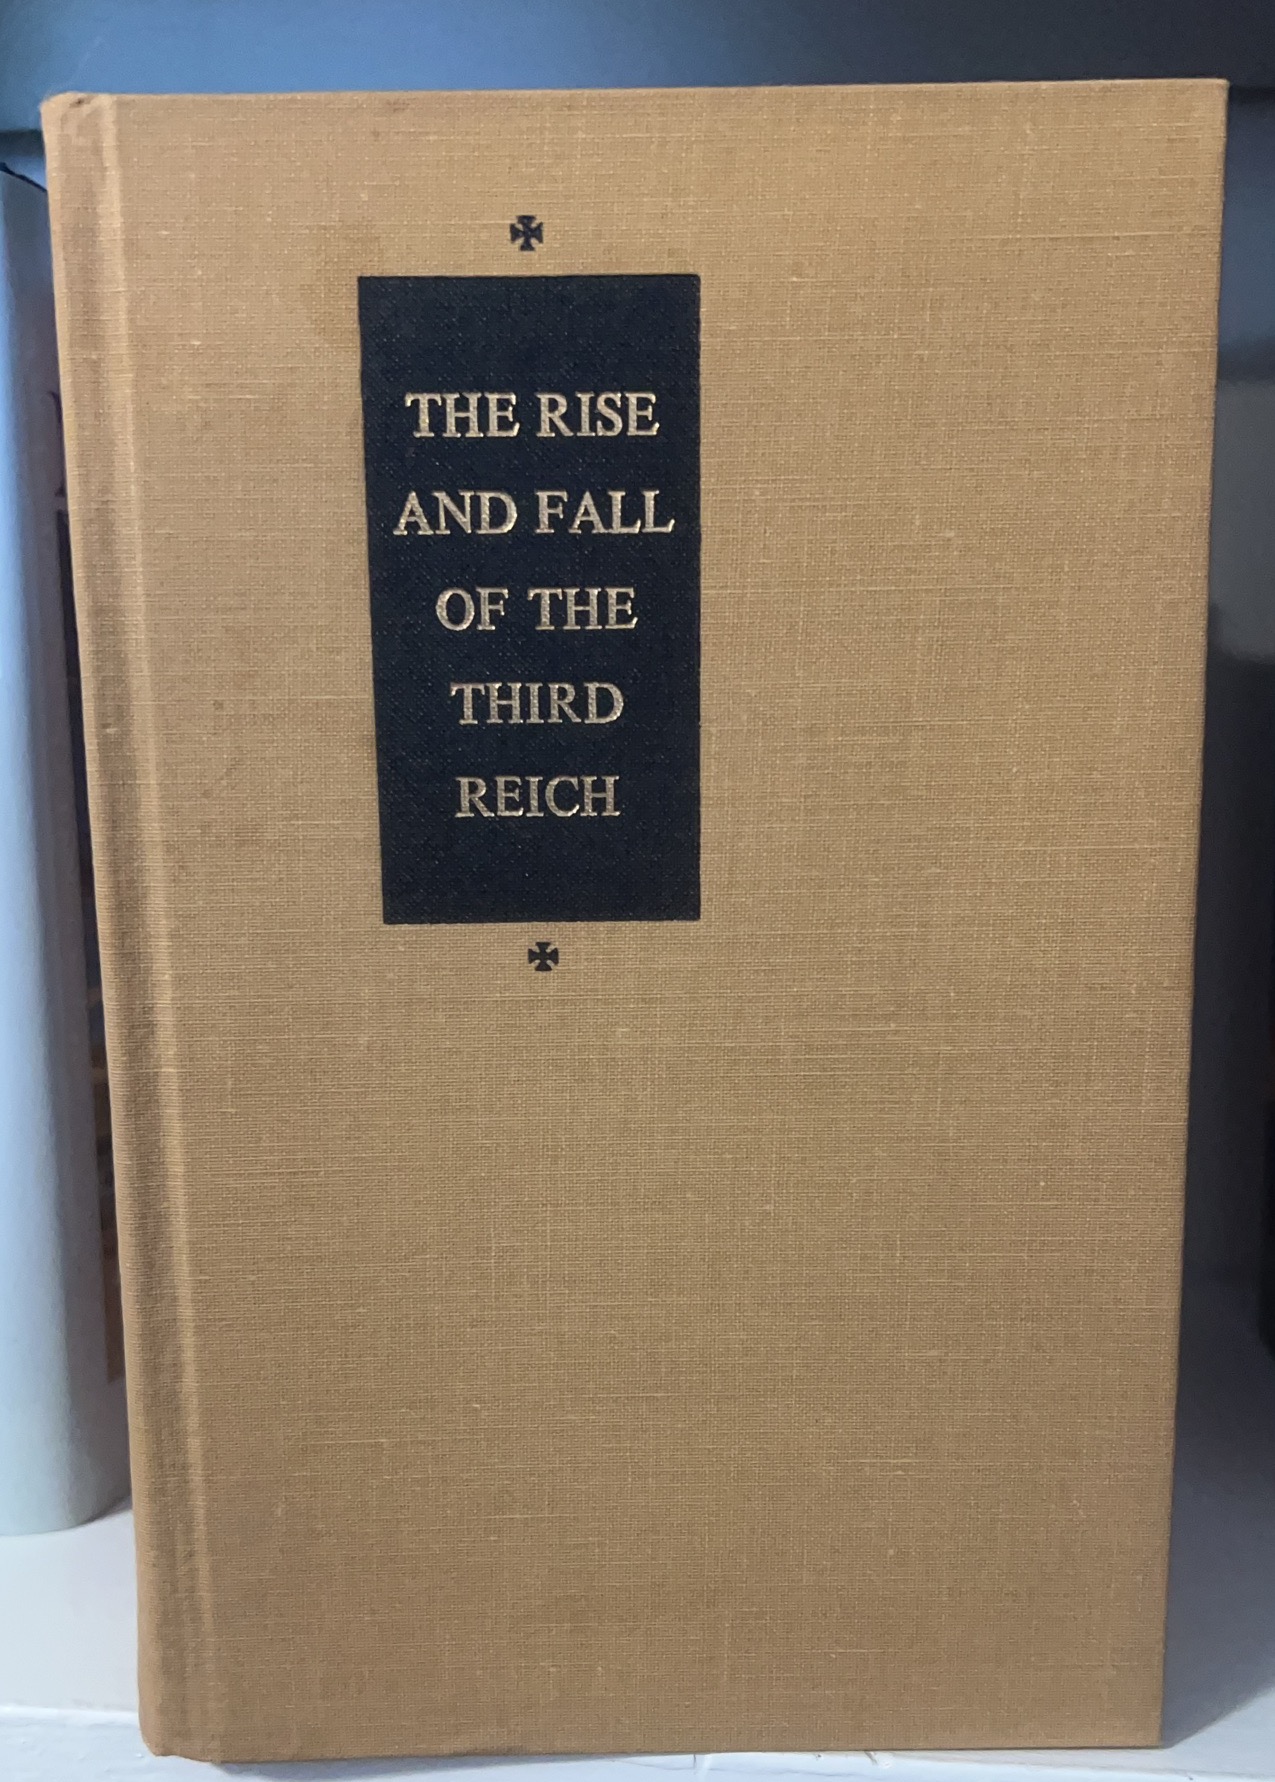 THE RISE
AND FALL
OF THE
THIRD
REICH